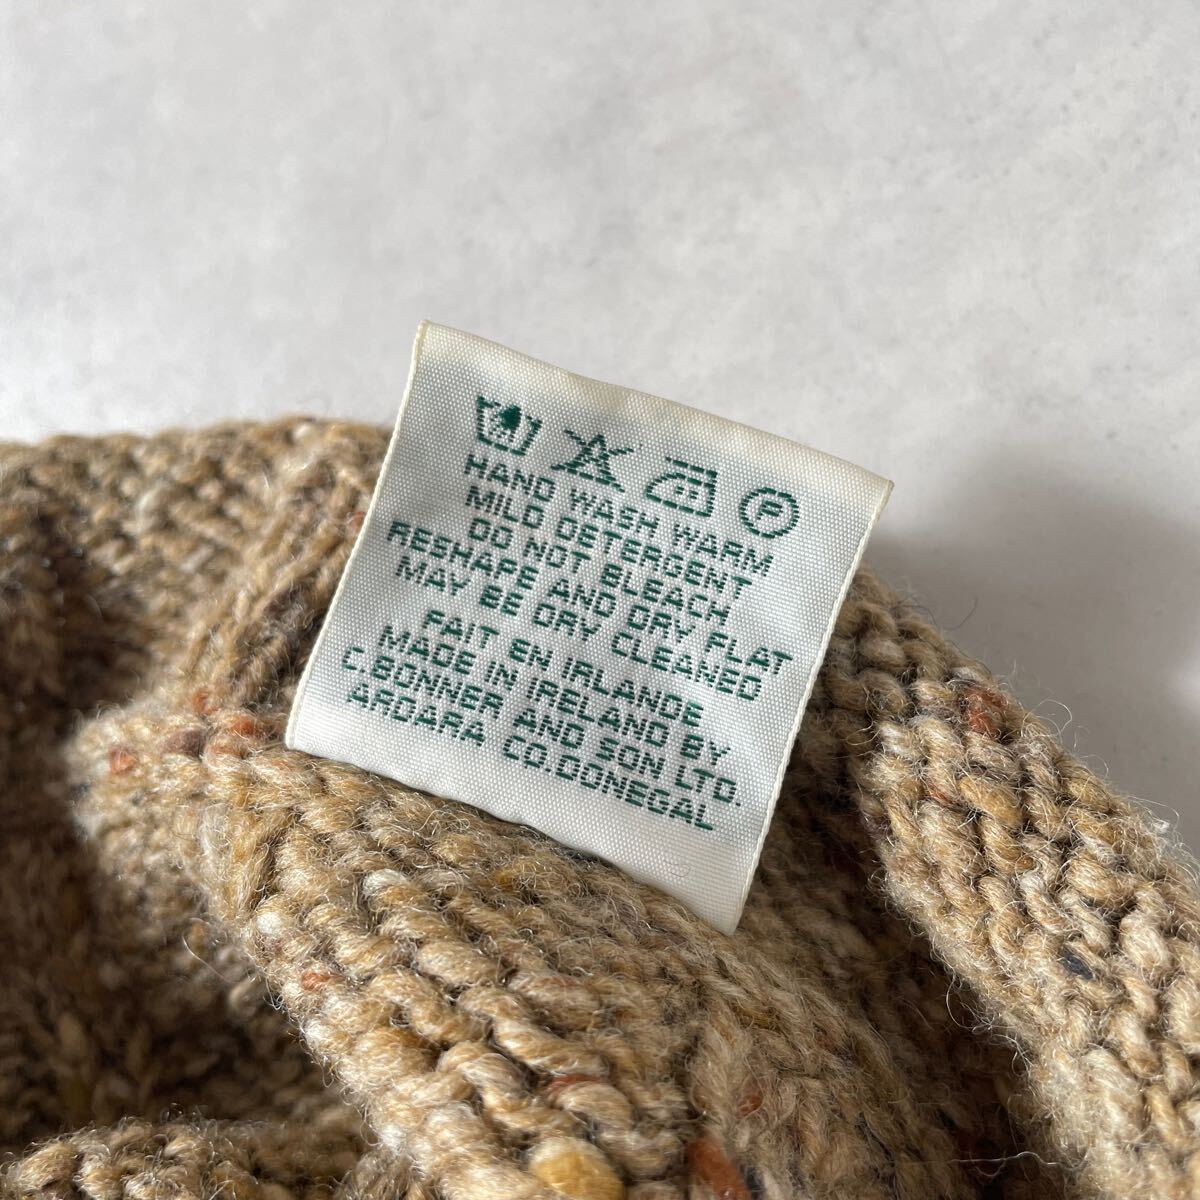 HAND WASH WARM
MILD DETERGENT
DO NOT BLEACH
RESHAPE AND DRY FLAT
MAY BE DRY CLEANED
FAIT EN IRLANDE
MADE IN IRELAND BY
C.BONNER AND SON LTD.
ARDARA CO.DONEGAL
P